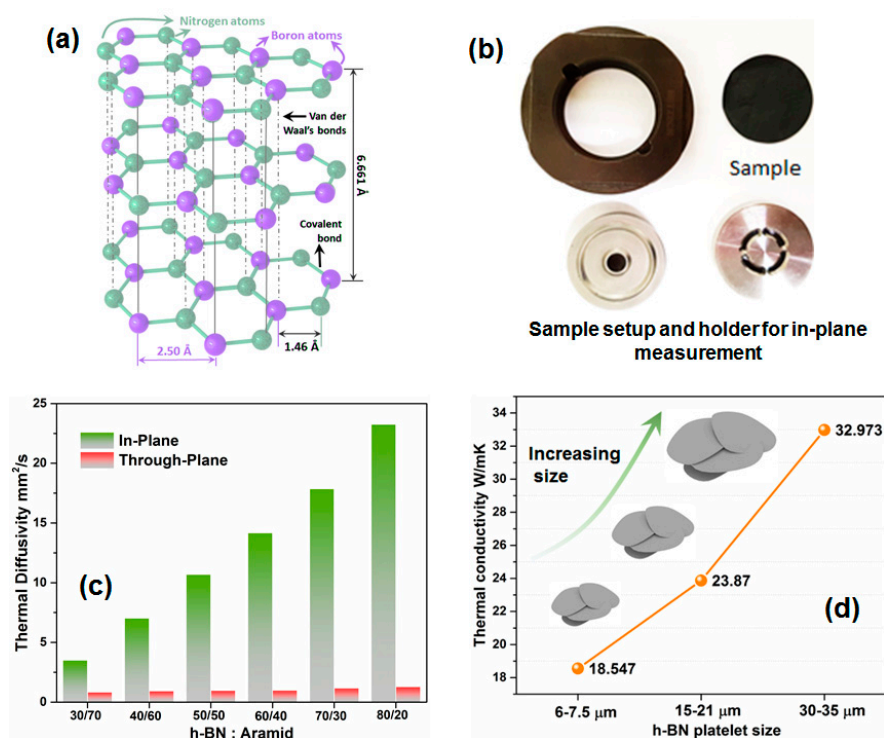 (a)
Nitrogen atoms
Boron atoms
Van der
Waal's bonds
6.661 Å
Covalent
bond
2.50 Å
1.46 Å
(b)
Sample
Sample setup and holder for in-plane
measurement
25
20
15
10
5
0
Thermal Diffusivity mm²/s
In-Plane
Through-Plane
(c)
30/70 40/60 50/50 60/40 70/30 80/20
h-BN : Aramid
34
32
30
28
26
24
22
20
18
Thermal conductivity W/mK
Increasing
size
32.973
23.87
18.547
(d)
6-7.5 μm 15-21 μm 30-35 μm
h-BN platelet size